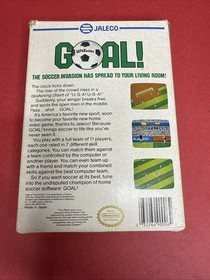 JALECO
GOAL!
THE SOCCER INVASION HAS SPREAD TO YOUR LIVING ROOM!
The clock ticks down.
The roar of the crowd rises in a
deafening chant of "U-S-A! U-S-A!"
Suddenly, your winger breaks free,
and spots the open man in the middle.
Pass...shot...GOAL!
It's America's favorite new sport, soon
to become your favorite new home
video game, thanks to Jaleco! Because
GOAL! brings soccer to life like you've
never seen.
You play with a full team of 11 players,
each one rated in 7 different skill
categories. You can match them against
a team controlled by the computer or
another player. You can even team up
with a friend and match your combined
skills against the best computer team.
So if you want soccer at its best, tune
into the undisputed champion of home
soccer software: GOAL!